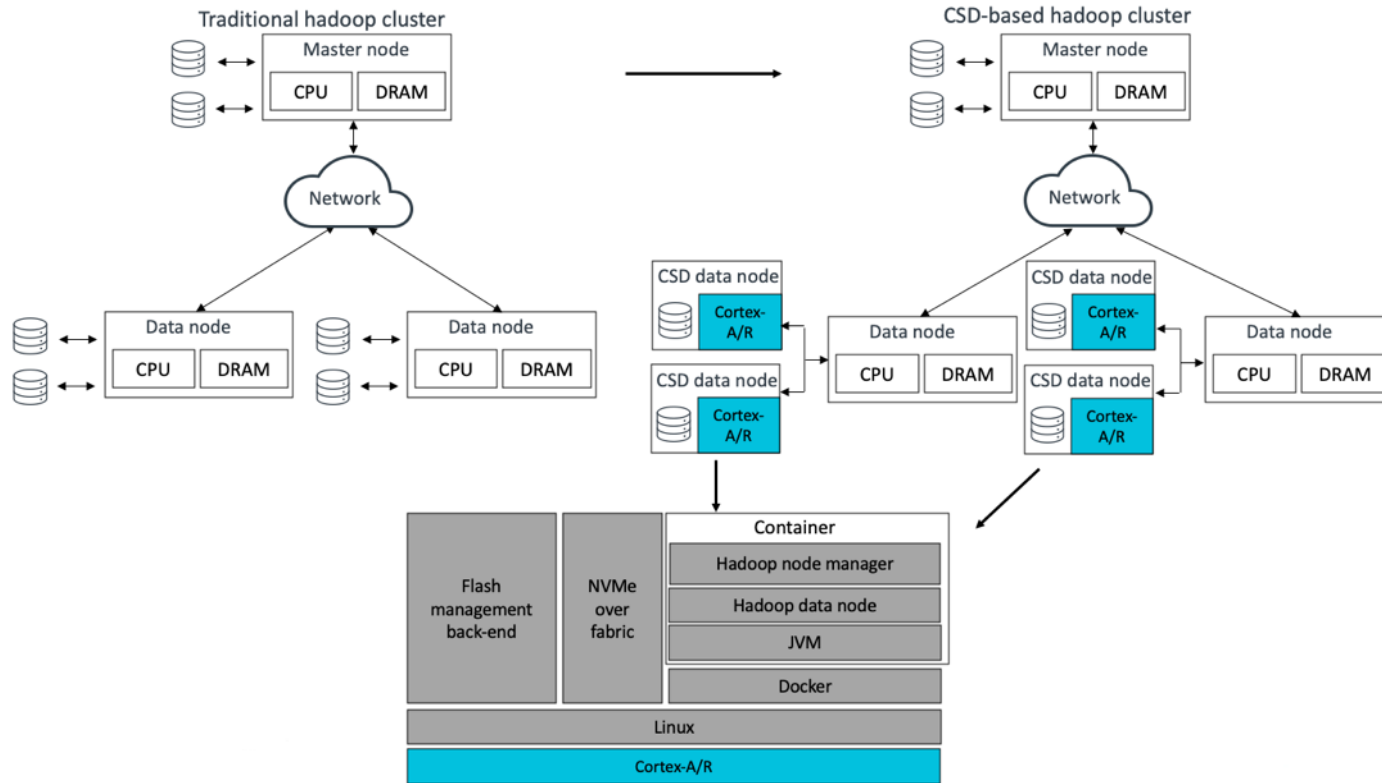 Traditional hadoop cluster
Master node
CPU
DRAM
Network
Data node
CPU
DRAM
Data node
CPU
DRAM
CSD-based hadoop cluster
Master node
CPU
DRAM
Network
CSD data node
Cortex-
A/R
CSD data node
Cortex-
A/R
Data node
CPU
DRAM
CSD data node
Cortex-
A/R
CSD data node
Cortex-
A/R
Data node
CPU
DRAM
Flash
management
back-end
NVMe
over
fabric
Container
Hadoop node manager
Hadoop data node
JVM
Docker
Linux
Cortex-A/R